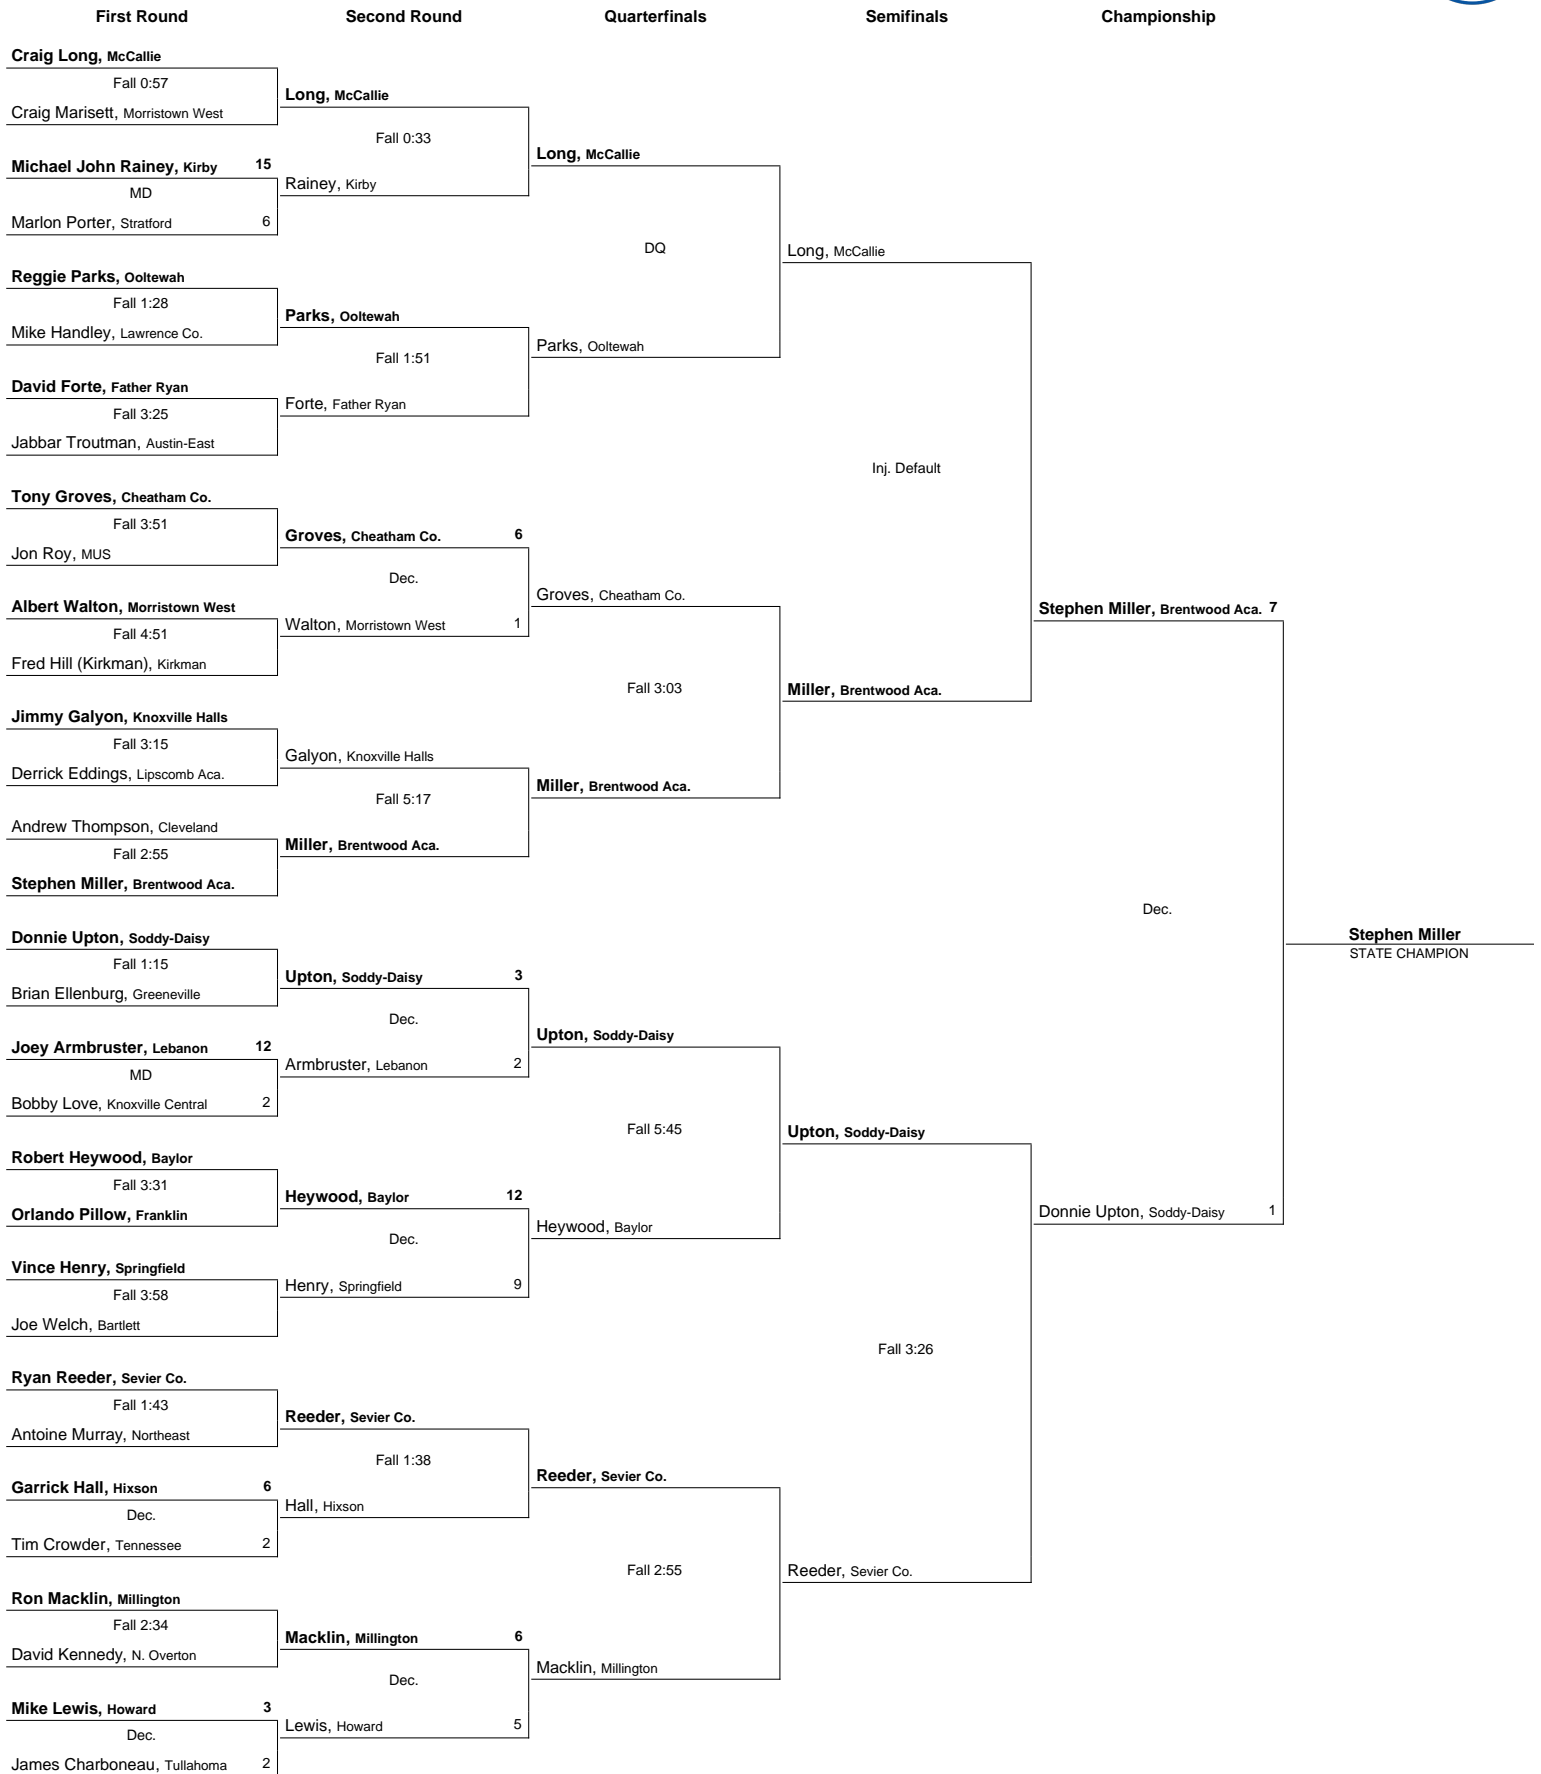 First Round
Second Round
Quarterfinals
Semifinals
Championship
Craig Long, McCallie
Fall 0:57
Craig Marisett, Morristown West
Michael John Rainey, Kirby 15
MD
Marlon Porter, Stratford 6
Reggie Parks, Ooltewah
Fall 1:28
Mike Handley, Lawrence Co.
David Forte, Father Ryan
Fall 3:25
Jabbar Troutman, Austin-East
Tony Groves, Cheatham Co.
Fall 3:51
Jon Roy, MUS
Albert Walton, Morristown West
Fall 4:51
Fred Hill (Kirkman), Kirkman
Jimmy Galyon, Knoxville Halls
Fall 3:15
Derrick Eddings, Lipscomb Aca.
Andrew Thompson, Cleveland
Fall 2:55
Stephen Miller, Brentwood Aca.
Donnie Upton, Soddy-Daisy
Fall 1:15
Brian Ellenburg, Greeneville
Joey Armbruster, Lebanon 12
MD
Bobby Love, Knoxville Central 2
Robert Heywood, Baylor
Fall 3:31
Orlando Pillow, Franklin
Vince Henry, Springfield
Fall 3:58
Joe Welch, Bartlett
Ryan Reeder, Sevier Co.
Fall 1:43
Antoine Murray, Northeast
Garrick Hall, Hixson 6
Dec.
Tim Crowder, Tennessee 2
Ron Macklin, Millington
Fall 2:34
David Kennedy, N. Overton
Mike Lewis, Howard 3
Dec.
James Charboneau, Tullahoma 2
Long, McCallie
Fall 0:33
Rainey, Kirby
Parks, Ooltewah
Fall 1:51
Forte, Father Ryan
Groves, Cheatham Co. 6
Dec.
Walton, Morristown West 1
Galyon, Knoxville Halls
Fall 5:17
Miller, Brentwood Aca.
Upton, Soddy-Daisy 3
Dec.
Armbruster, Lebanon 2
Heywood, Baylor 12
Dec.
Henry, Springfield 9
Reeder, Sevier Co.
Fall 1:38
Hall, Hixson
Macklin, Millington 6
Dec.
Lewis, Howard 5
Long, McCallie
DQ
Parks, Ooltewah
Groves, Cheatham Co.
Fall 3:03
Miller, Brentwood Aca.
Upton, Soddy-Daisy
Fall 5:45
Heywood, Baylor
Reeder, Sevier Co.
Fall 2:55
Macklin, Millington
Long, McCallie
Inj. Default
Miller, Brentwood Aca.
Upton, Soddy-Daisy
Fall 3:26
Reeder, Sevier Co.
Stephen Miller, Brentwood Aca. 7
Dec.
Donnie Upton, Soddy-Daisy 1
Stephen Miller
STATE CHAMPION